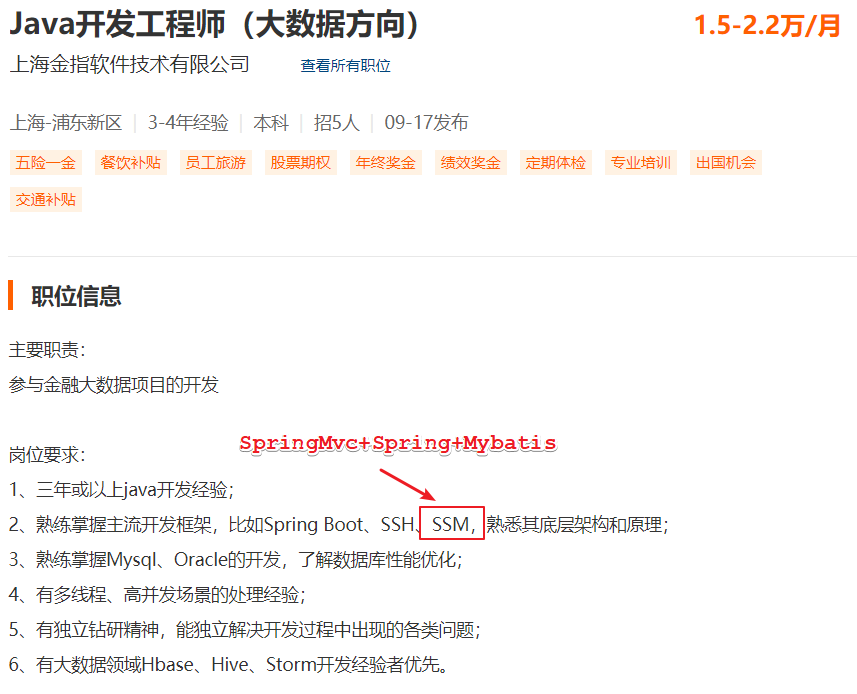 Java开发工程师（大数据方向）
1.5-2.2万/月
上海金指软件技术有限公司 查看所有职位
上海-浦东新区 | 3-4年经验 | 本科 | 招5人 | 09-17发布
五险一金 餐饮补贴 员工旅游 股票期权 年终奖金 绩效奖金 定期体检 专业培训 出国机会
交通补贴
职位信息
主要职责：
参与金融大数据项目的开发
SpringMvc+Spring+Mybatis
岗位要求：
1、三年或以上java开发经验；
2、熟练掌握主流开发框架，比如Spring Boot、SSH、SSM，熟悉其底层架构和原理；
3、熟练掌握Mysql、Oracle的开发，了解数据库性能优化；
4、有多线程、高并发场景的处理经验；
5、有独立钻研精神，能独立解决开发过程中出现的各类问题；
6、有大数据领域Hbase、Hive、Storm开发经验者优先。